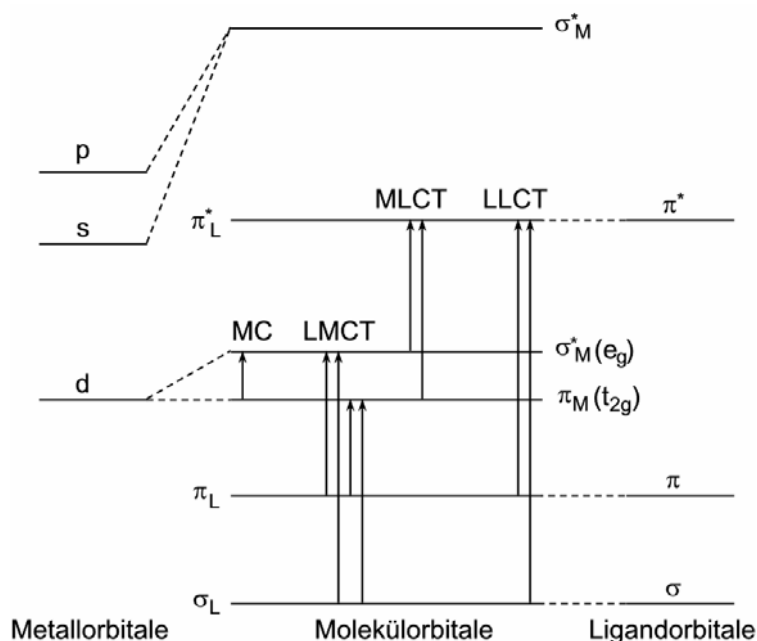 σ*M
p
MLCT LLCT
π*L
π*
s
MC LMCT
σ*M(eg)
d
πM(t2g)
πL
π
σL
σ
Metallorbitale Molekülorbitale Ligandorbitale